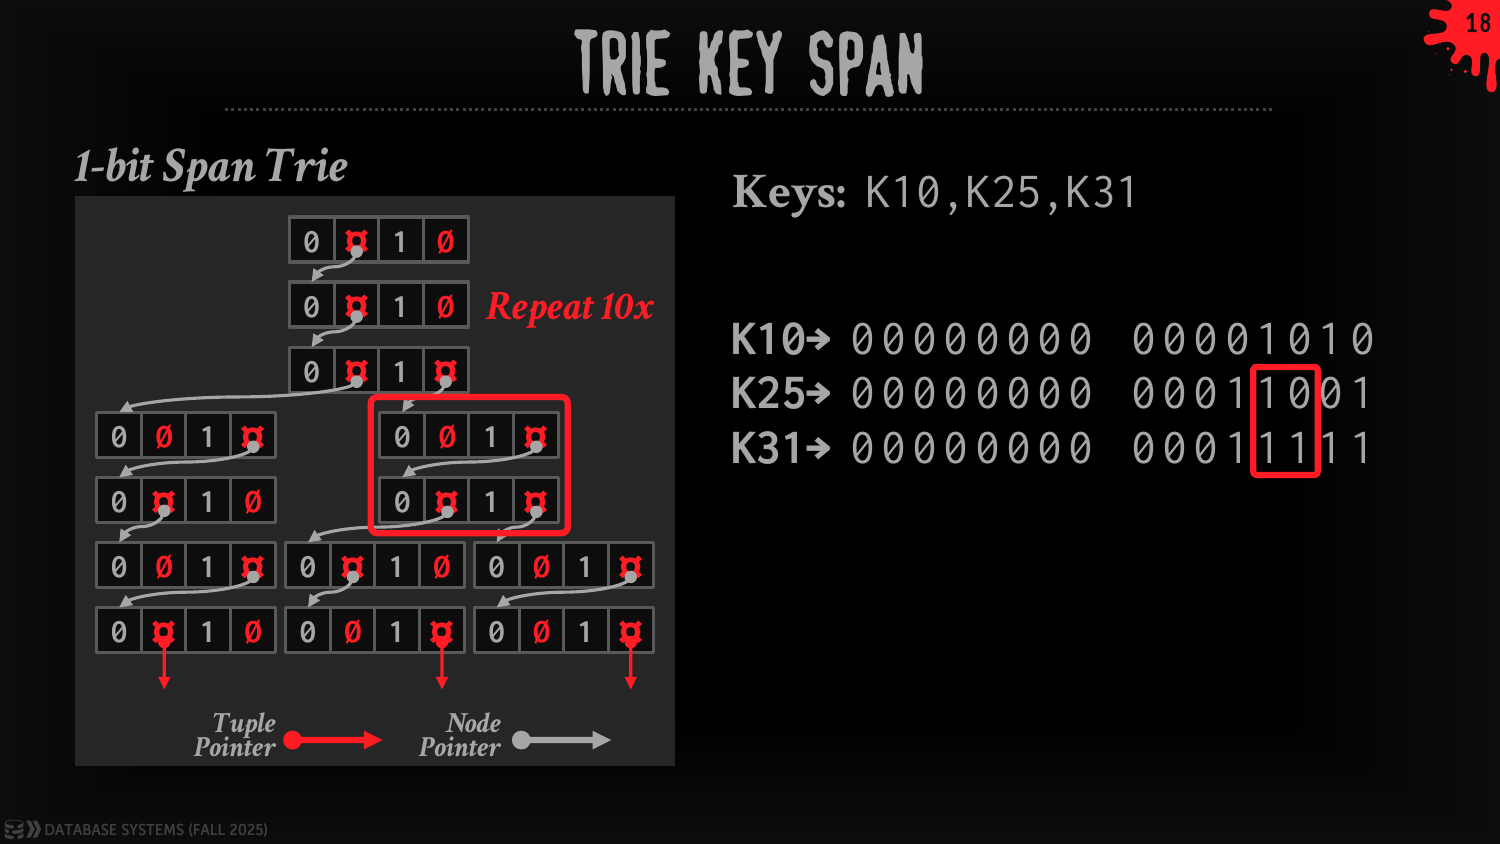 18
TRIE KEY SPAN
1-bit Span Trie
Keys: K10,K25,K31
0 ¤ 1 Ø
0 ¤ 1 Ø Repeat 10x
0 ¤ 1 ¤
K10→ 00000000 00001010
K25→ 00000000 00011001
K31→ 00000000 00011111
0 Ø 1 ¤ 0 Ø 1 ¤
0 ¤ 1 Ø 0 ¤ 1 ¤
0 Ø 1 ¤ 0 ¤ 1 Ø 0 Ø 1 ¤
0 ¤ 1 Ø 0 Ø 1 ¤ 0 Ø 1 ¤
Tuple
Pointer
Node
Pointer
DATABASE SYSTEMS (FALL 2025)